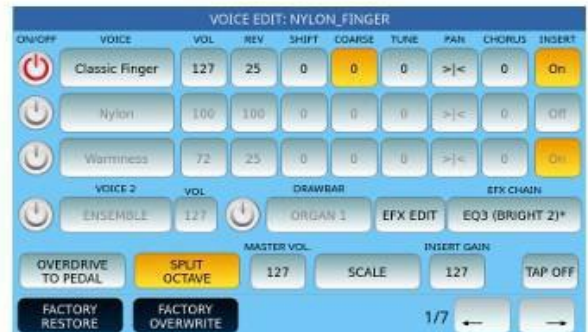 VOICE EDIT: NYLON_FINGER
ON/OFF VOICE VOL REV SHIFT COARSE TUNE PAN CHORUS INSERT
Classic Finger 127 25 0 0 0 >|< 0 On
Nylon 100 100 0 0 0 >|< 0 Off
Warmness 72 25 0 0 0 >|< 0 On
VOICE 2 VOL DRAWBAR EFX CHAIN
ENSEMBLE 127 ORGAN 1 EFX EDIT EQ3 (BRIGHT 2)*
MASTER VOL. INSERT GAIN
OVERDRIVE TO PEDAL SPLIT OCTAVE 127 SCALE 127 TAP OFF
FACTORY RESTORE FACTORY OVERWRITE 1/7 ← →